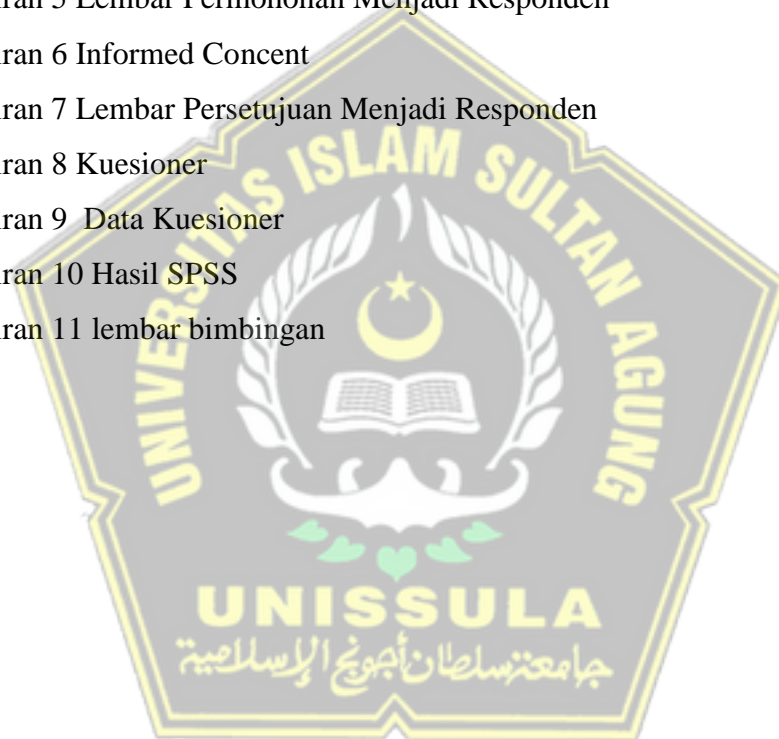 ran 5 Lembar Permohonan Menjadi Responden
ran 6 Informed Concent
ran 7 Lembar Persetujuan Menjadi Responden
ran 8 Kuesioner
ran 9 Data Kuesioner
ran 10 Hasil SPSS
ran 11 lembar bimbingan
UNIVERSITAS ISLAM SULTAN AGUNG
UNISSULA
جامعة سلطان أجونج الإسلامية